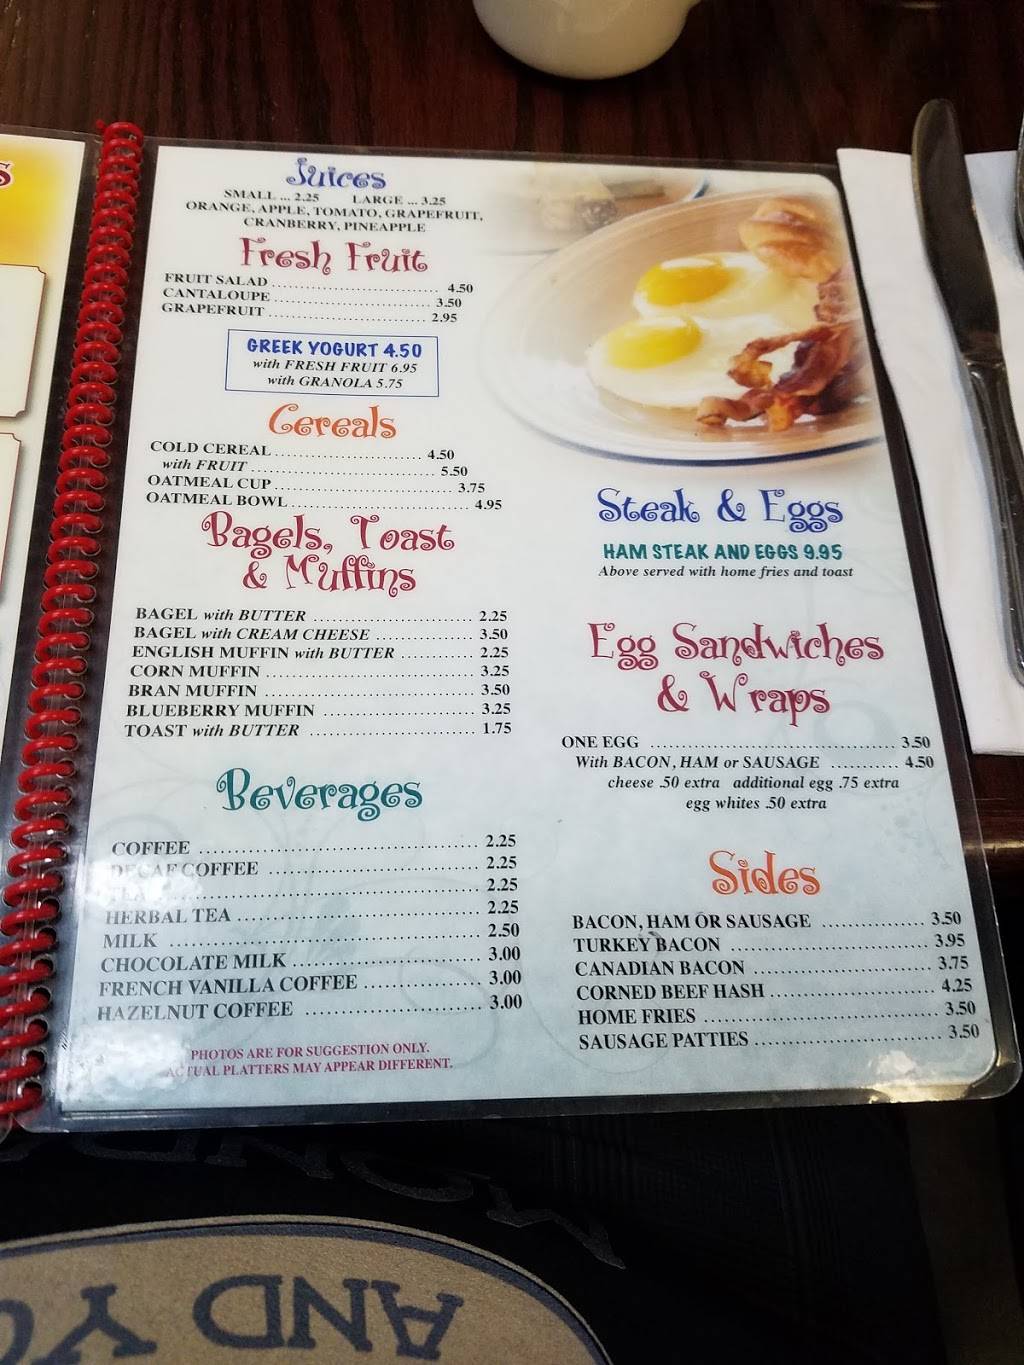 Juices
SMALL ... 2.25 LARGE ... 3.25
ORANGE, APPLE, TOMATO, GRAPEFRUIT,
CRANBERRY, PINEAPPLE
Fresh Fruit
FRUIT SALAD 4.50
CANTALOUPE 3.50
GRAPEFRUIT 2.95
GREEK YOGURT 4.50
with FRESH FRUIT 6.95
with GRANOLA 5.75
Cereals
COLD CEREAL 4.50
with FRUIT 5.50
OATMEAL CUP 3.75
OATMEAL BOWL 4.95
Bagels, Toast
& Muffins
BAGEL with BUTTER 2.25
BAGEL with CREAM CHEESE 3.50
ENGLISH MUFFIN with BUTTER 2.25
CORN MUFFIN 3.25
BRAN MUFFIN 3.50
BLUEBERRY MUFFIN 3.25
TOAST with BUTTER 1.75
Beverages
COFFEE 2.25
DECAF COFFEE 2.25
TEA 2.25
HERBAL TEA 2.25
MILK 2.50
CHOCOLATE MILK 3.00
FRENCH VANILLA COFFEE 3.00
HAZELNUT COFFEE 3.00
PHOTOS ARE FOR SUGGESTION ONLY.
ACTUAL PLATTERS MAY APPEAR DIFFERENT.
Steak & Eggs
HAM STEAK AND EGGS 9.95
Above served with home fries and toast
Egg Sandwiches
& Wraps
ONE EGG 3.50
With BACON, HAM or SAUSAGE 4.50
cheese .50 extra additional egg .75 extra
egg whites .50 extra
Sides
BACON, HAM OR SAUSAGE 3.50
TURKEY BACON 3.95
CANADIAN BACON 3.75
CORNED BEEF HASH 4.25
HOME FRIES 3.50
SAUSAGE PATTIES 3.50
AND